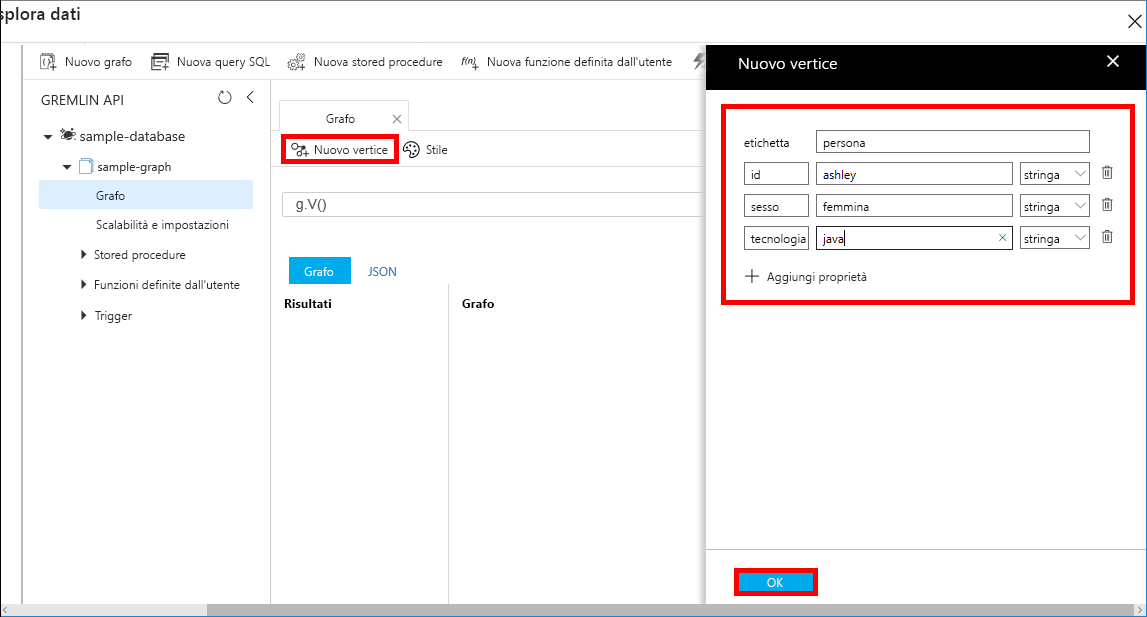 splora dati
Nuovo grafo Nuova query SQL Nuova stored procedure f(n) Nuova funzione definita dall'utente
GREMLIN API
sample-database
sample-graph
Grafo
Scalabilità e impostazioni
Stored procedure
Funzioni definite dall'utente
Trigger
Grafo
Nuovo vertice Stile
g.V()
Grafo JSON
Risultati Grafo
Nuovo vertice
etichetta persona
id ashley stringa
sesso femmina stringa
tecnologia java stringa
Aggiungi proprietà
OK